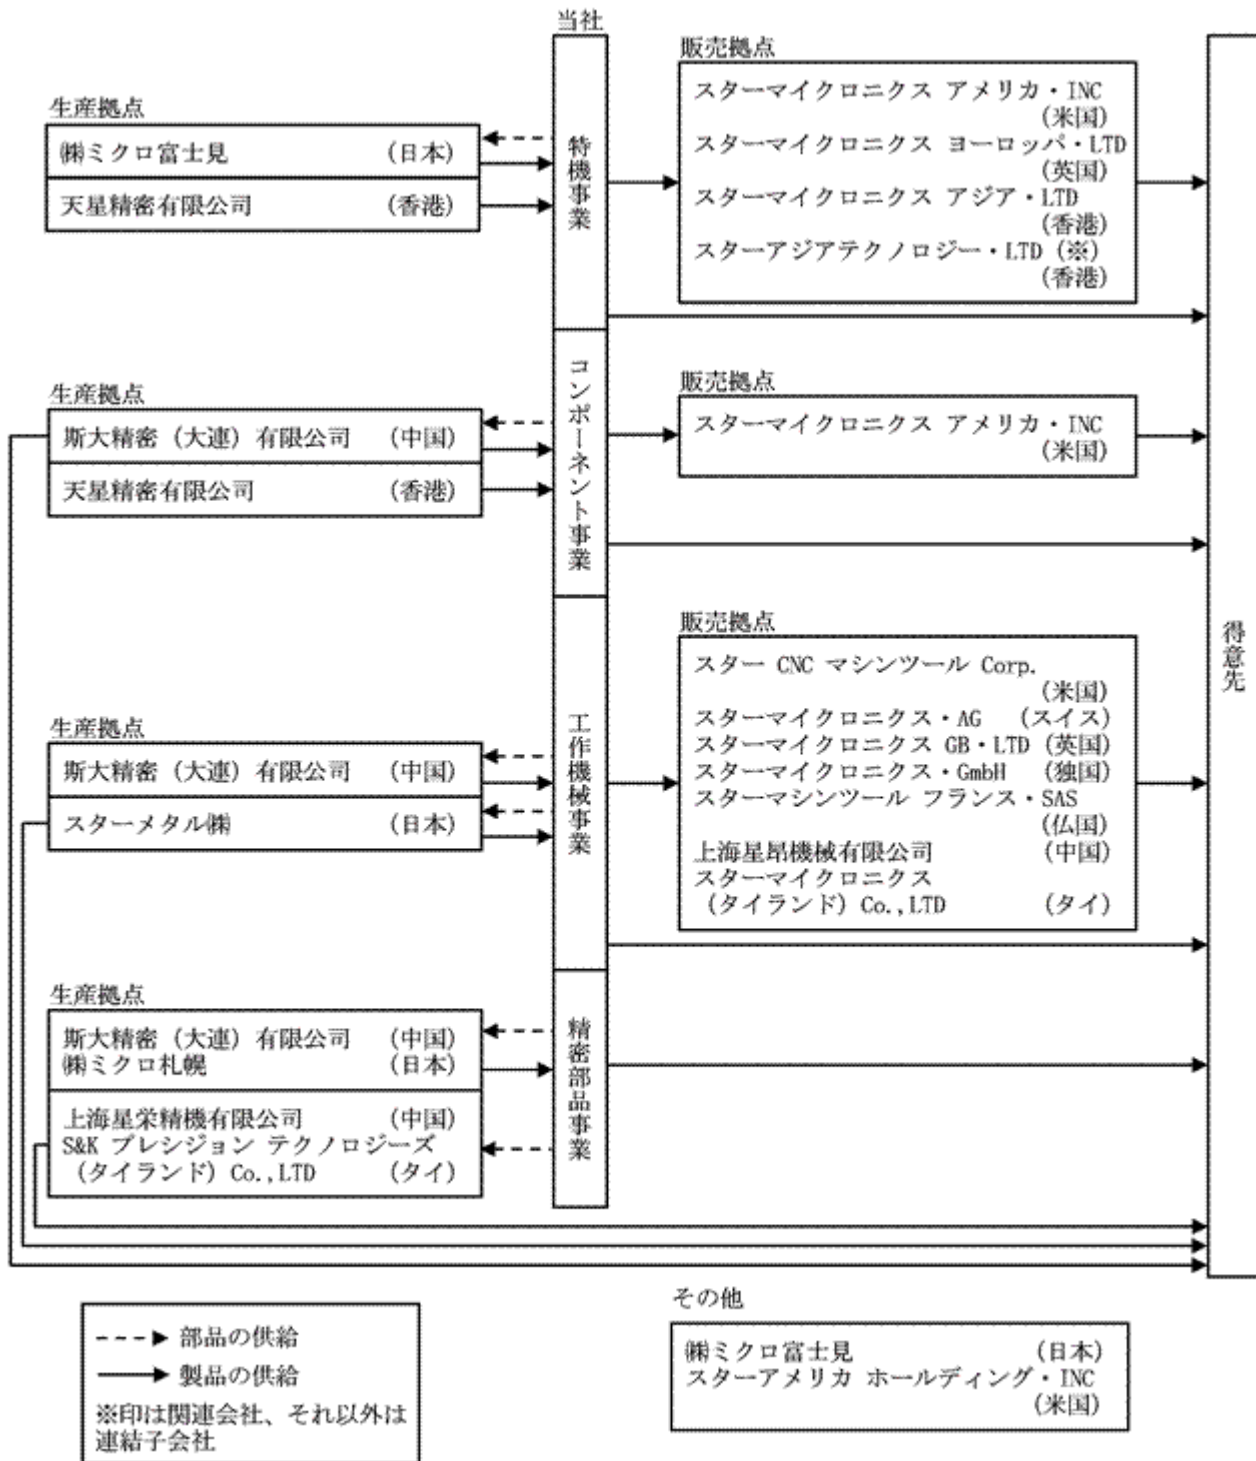 当社
生産拠点
㈱ミクロ富士見 (日本)
天星精密有限公司 (香港)
特機事業
販売拠点
スターマイクロニクス アメリカ・INC
(米国)
スターマイクロニクス ヨーロッパ・LTD
(英国)
スターマイクロニクス アジア・LTD
(香港)
スターアジアテクノロジー・LTD (※)
(香港)
生産拠点
斯大精密（大連）有限公司 (中国)
天星精密有限公司 (香港)
コンポーネント事業
販売拠点
スターマイクロニクス アメリカ・INC
(米国)
生産拠点
斯大精密（大連）有限公司 (中国)
スターメタル㈱ (日本)
工作機械事業
販売拠点
スター CNC マシンツール Corp.
(米国)
スターマイクロニクス・AG (スイス)
スターマイクロニクス GB・LTD (英国)
スターマイクロニクス・GmbH (独国)
スターマシンツール フランス・SAS
(仏国)
上海星昂機械有限公司 (中国)
スターマイクロニクス
（タイランド）Co.,LTD (タイ)
生産拠点
斯大精密（大連）有限公司 (中国)
㈱ミクロ札幌 (日本)
上海星栄精機有限公司 (中国)
S&K プレシジョン テクノロジーズ
（タイランド）Co.,LTD (タイ)
精密部品事業
得意先
部品の供給
製品の供給
※印は関連会社、それ以外は
連結子会社
その他
㈱ミクロ富士見 (日本)
スターアメリカ ホールディング・INC
(米国)